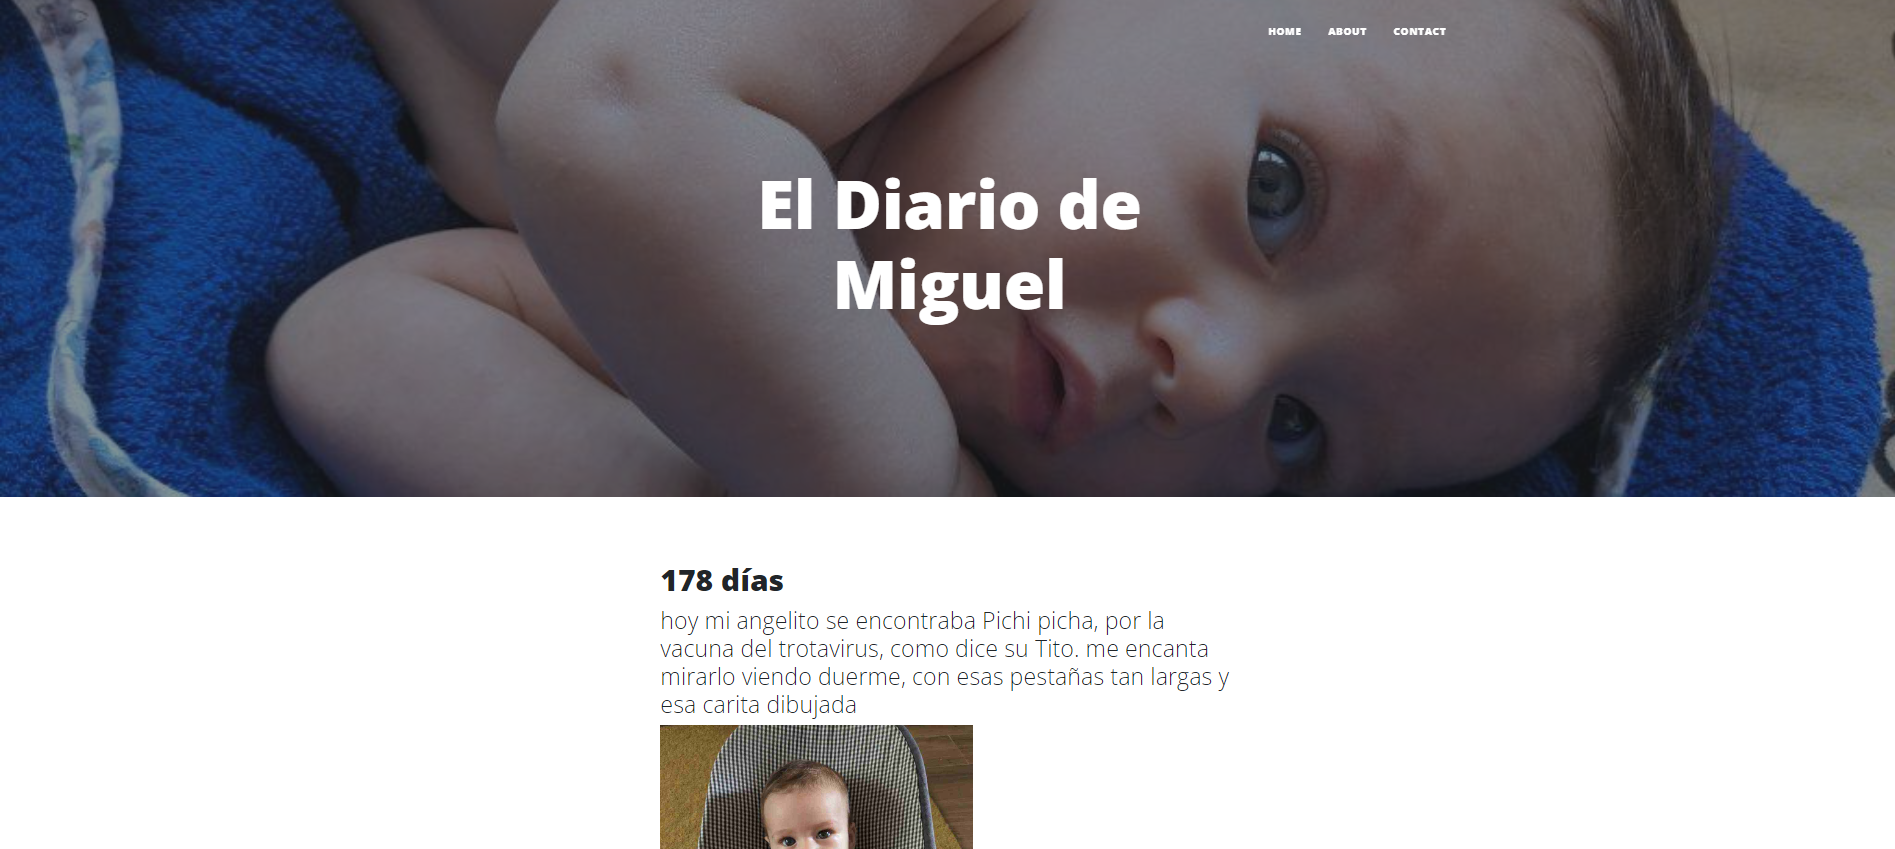 HOME ABOUT CONTACT
El Diario de
Miguel
178 días
hoy mi angelito se encontraba Pichi picha, por la
vacuna del trotavirus, como dice su Tito. me encanta
mirarlo viendo duerme, con esas pestañas tan largas y
esa carita dibujada